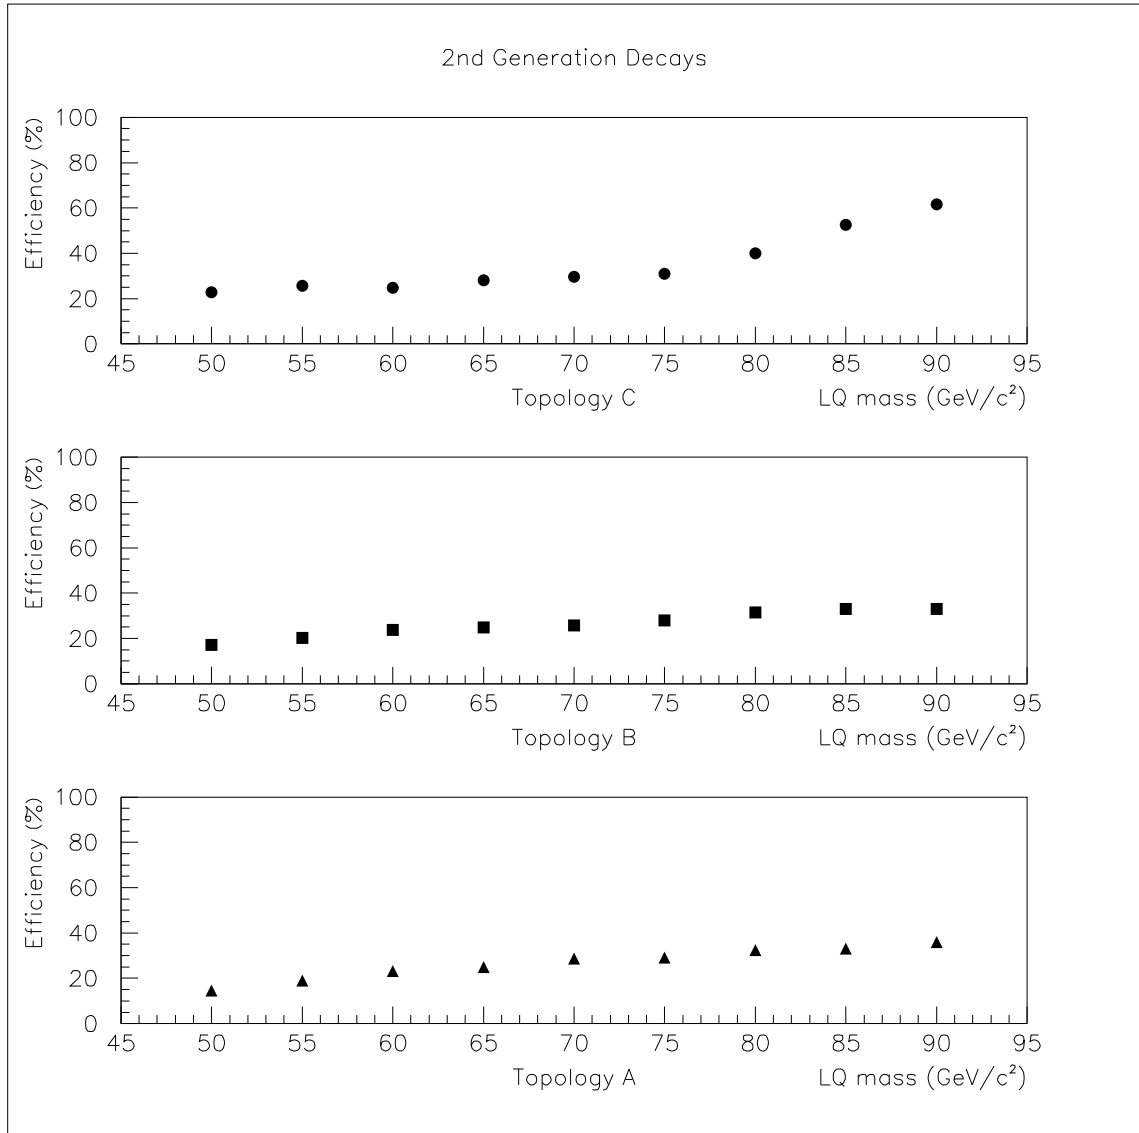 2nd Generation Decays
Efficiency (%)
100
80
60
40
20
0
45 50 55 60 65 70 75 80 85 90 95
Topology C LQ mass (GeV/c²)
Efficiency (%)
100
80
60
40
20
0
45 50 55 60 65 70 75 80 85 90 95
Topology B LQ mass (GeV/c²)
Efficiency (%)
100
80
60
40
20
0
45 50 55 60 65 70 75 80 85 90 95
Topology A LQ mass (GeV/c²)